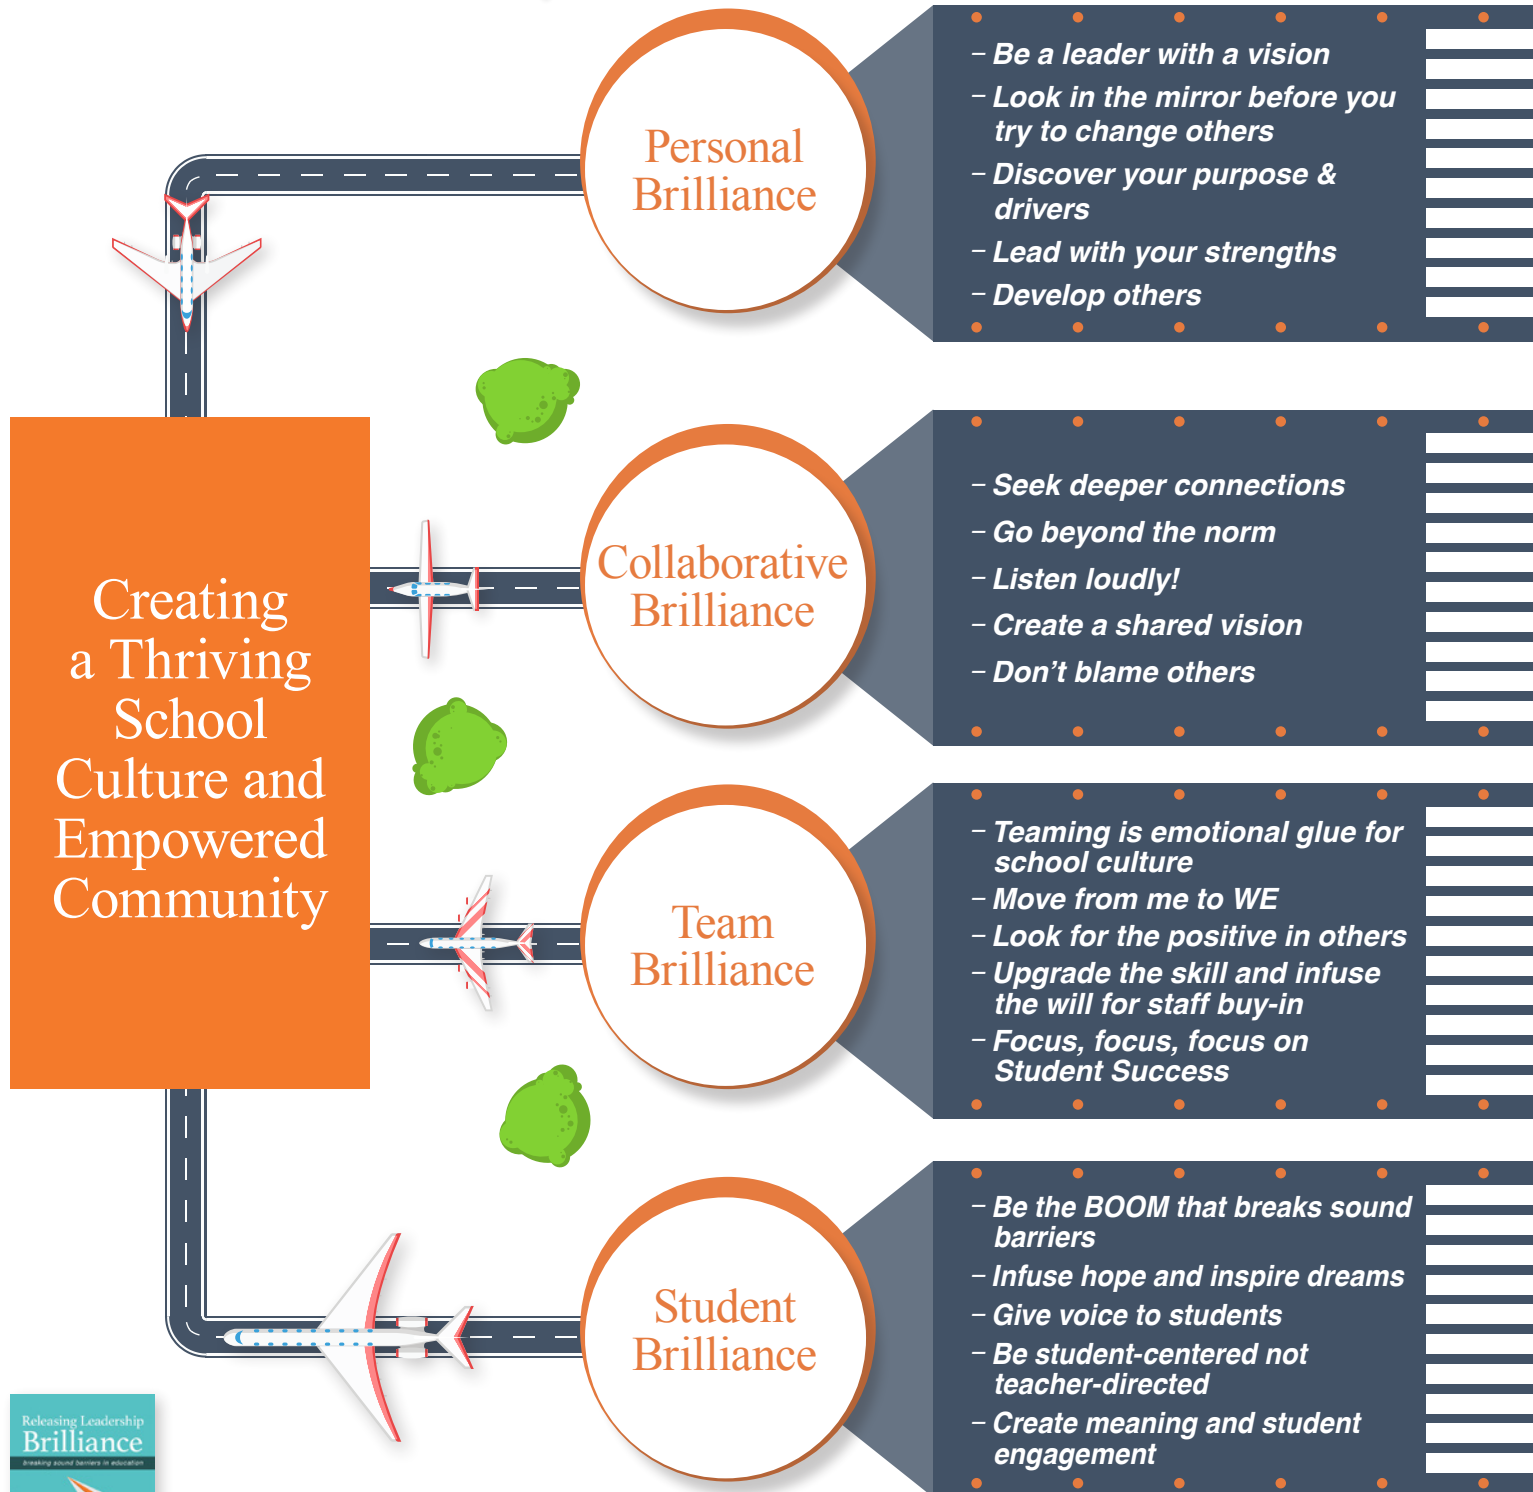 Personal
Brilliance
– Be a leader with a vision
– Look in the mirror before you
try to change others
– Discover your purpose &
drivers
– Lead with your strengths
– Develop others
Creating
a Thriving
School
Culture and
Empowered
Community
Collaborative
Brilliance
– Seek deeper connections
– Go beyond the norm
– Listen loudly!
– Create a shared vision
– Don't blame others
Team
Brilliance
– Teaming is emotional glue for
school culture
– Move from me to WE
– Look for the positive in others
– Upgrade the skill and infuse
the will for staff buy-in
– Focus, focus, focus on
Student Success
Student
Brilliance
– Be the BOOM that breaks sound
barriers
– Infuse hope and inspire dreams
– Give voice to students
– Be student-centered not
teacher-directed
– Create meaning and student
engagement
Releasing Leadership
Brilliance
breaking sound barriers in education